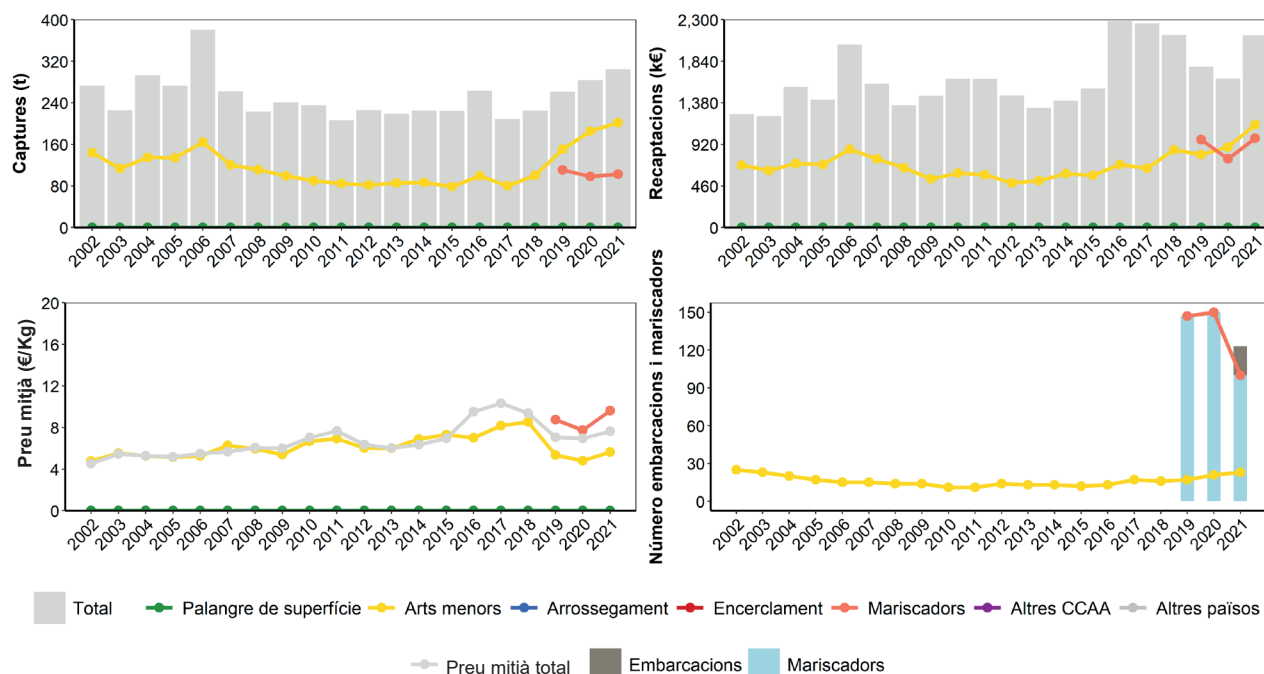 Captures (t)
400
320
240
160
80
0
2002 2003 2004 2005 2006 2007 2008 2009 2010 2011 2012 2013 2014 2015 2016 2017 2018 2019 2020 2021
Recaptacions (k€)
2,300
1,840
1,380
920
460
0
2002 2003 2004 2005 2006 2007 2008 2009 2010 2011 2012 2013 2014 2015 2016 2017 2018 2019 2020 2021
Preu mitjà (€/Kg)
20
16
12
8
4
0
2002 2003 2004 2005 2006 2007 2008 2009 2010 2011 2012 2013 2014 2015 2016 2017 2018 2019 2020 2021
Número embarcacions i mariscadors
150
120
90
60
30
0
2002 2003 2004 2005 2006 2007 2008 2009 2010 2011 2012 2013 2014 2015 2016 2017 2018 2019 2020 2021
Total Palangre de superfície Arts menors Arrossegament Encerclament Mariscadors Altres CCAA Altres països
Preu mitià total Embarcacions Mariscadors